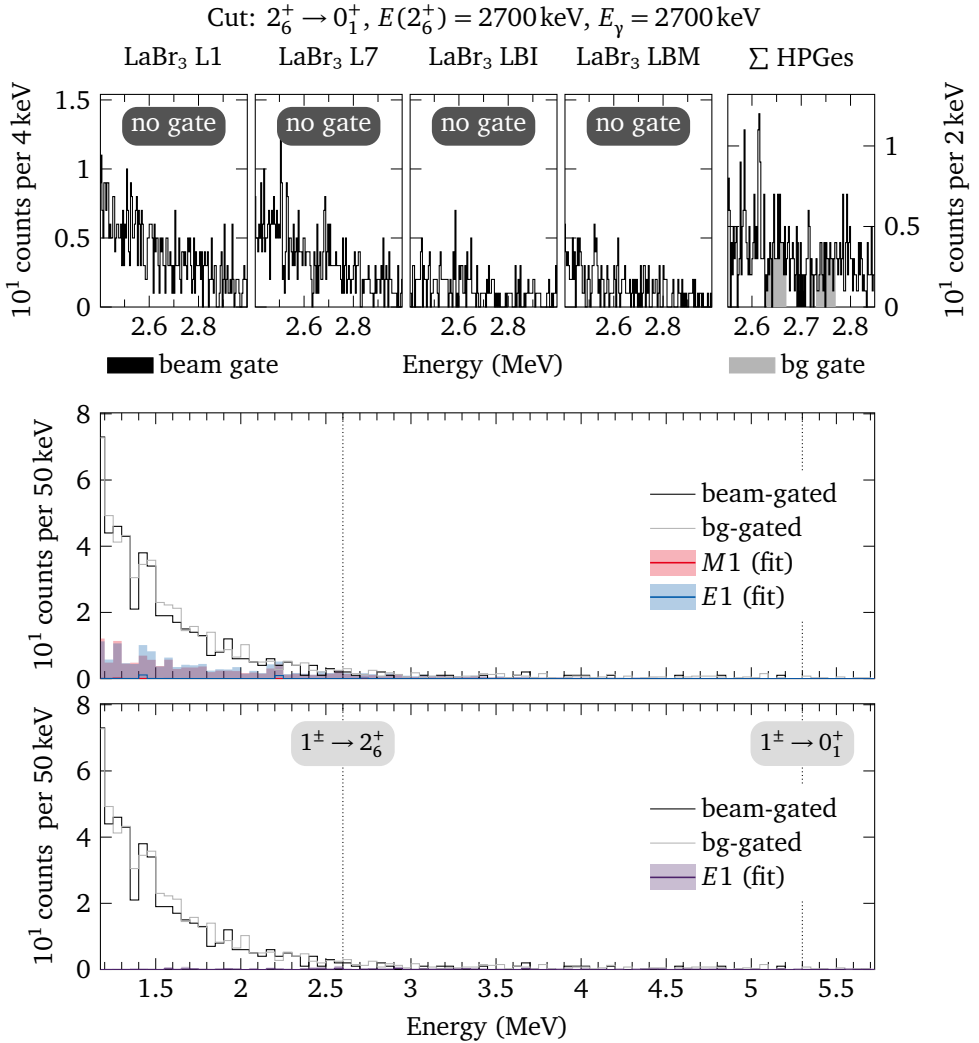 Cut: 2₆⁺ → 0₁⁺, E(2₆⁺) = 2700 keV, E_γ = 2700 keV
LaBr₃ L1 LaBr₃ L7 LaBr₃ LBI LaBr₃ LBM ∑ HPGes
no gate no gate no gate no gate
10¹ counts per 4 keV
1.5
1
0.5
0
10¹ counts per 2 keV
1
0.5
0
2.6 2.8 2.6 2.8 2.6 2.8 2.6 2.8 2.6 2.7 2.8
beam gate Energy (MeV) bg gate
10¹ counts per 50 keV
8
6
4
2
0
beam-gated
bg-gated
M1 (fit)
E1 (fit)
10¹ counts per 50 keV
8
6
4
2
0
1± → 2₆⁺ 1± → 0₁⁺
beam-gated
bg-gated
E1 (fit)
1.5 2 2.5 3 3.5 4 4.5 5 5.5
Energy (MeV)